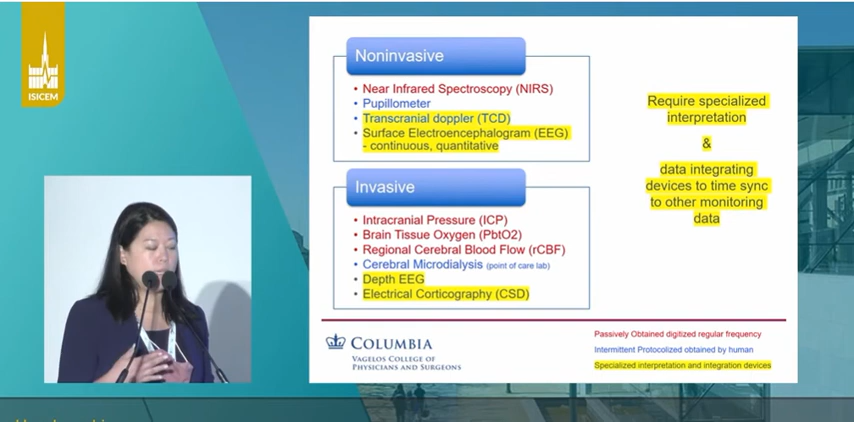 ISICEM
Noninvasive
• Near Infrared Spectroscopy (NIRS)
• Pupillometer
• Transcranial doppler (TCD)
• Surface Electroencephalogram (EEG)
- continuous, quantitative
Invasive
• Intracranial Pressure (ICP)
• Brain Tissue Oxygen (PbtO2)
• Regional Cerebral Blood Flow (rCBF)
• Cerebral Microdialysis (point of care lab)
• Depth EEG
• Electrical Corticography (CSD)
Require specialized
interpretation
&
data integrating
devices to time sync
to other monitoring
data
COLUMBIA
VAGELOS COLLEGE OF
PHYSICIANS AND SURGEONS
Passively Obtained digitized regular frequency
Intermittent Protocolized obtained by human
Specialized interpretation and integration devices